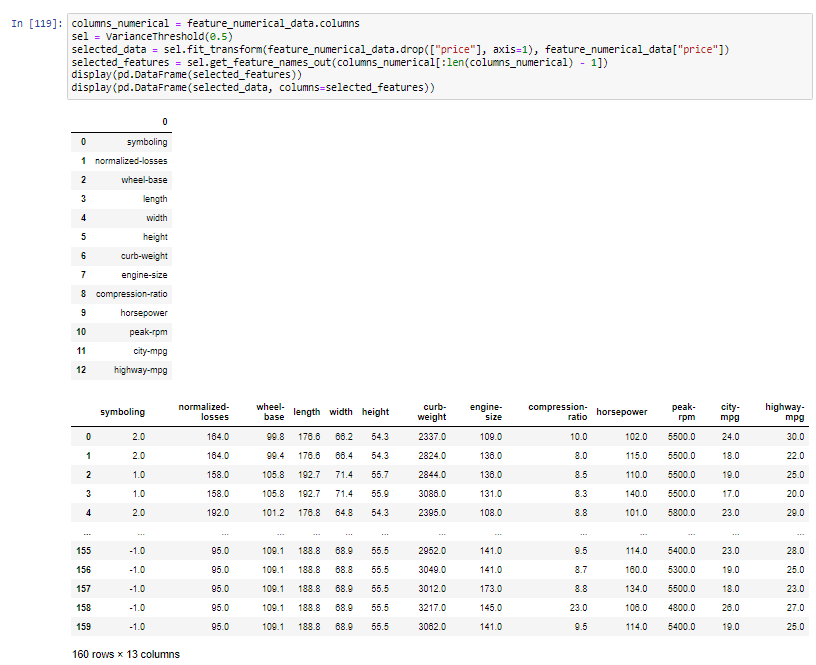 In [119]: columns_numerical = feature_numerical_data.columns
sel = VarianceThreshold(0.5)
selected_data = sel.fit_transform(feature_numerical_data.drop(["price"], axis=1), feature_numerical_data["price"])
selected_features = sel.get_feature_names_out(columns_numerical[:len(columns_numerical) - 1])
display(pd.DataFrame(selected_features))
display(pd.DataFrame(selected_data, columns=selected_features))
0
0 symboling
1 normalized-losses
2 wheel-base
3 length
4 width
5 height
6 curb-weight
7 engine-size
8 compression-ratio
9 horsepower
10 peak-rpm
11 city-mpg
12 highway-mpg
symboling normalized-losses wheel-base length width height curb-weight engine-size compression-ratio horsepower peak-rpm city-mpg highway-mpg
0 2.0 164.0 99.8 176.6 66.2 54.3 2337.0 109.0 10.0 102.0 5500.0 24.0 30.0
1 2.0 164.0 99.4 176.6 66.4 54.3 2824.0 136.0 8.0 115.0 5500.0 18.0 22.0
2 1.0 158.0 105.8 192.7 71.4 55.7 2844.0 136.0 8.5 110.0 5500.0 19.0 25.0
3 1.0 158.0 105.8 192.7 71.4 55.9 3086.0 131.0 8.3 140.0 5500.0 17.0 20.0
4 2.0 192.0 101.2 176.8 64.8 54.3 2395.0 108.0 8.8 101.0 5800.0 23.0 29.0
... ... ... ... ... ... ... ... ... ... ... ... ... ...
155 -1.0 95.0 109.1 188.8 68.9 55.5 2952.0 141.0 9.5 114.0 5400.0 23.0 28.0
156 -1.0 95.0 109.1 188.8 68.8 55.5 3049.0 141.0 8.7 160.0 5300.0 19.0 25.0
157 -1.0 95.0 109.1 188.8 68.9 55.5 3012.0 173.0 8.8 134.0 5500.0 18.0 23.0
158 -1.0 95.0 109.1 188.8 68.9 55.5 3217.0 145.0 23.0 106.0 4800.0 26.0 27.0
159 -1.0 95.0 109.1 188.8 68.9 55.5 3062.0 141.0 9.5 114.0 5400.0 19.0 25.0
160 rows × 13 columns